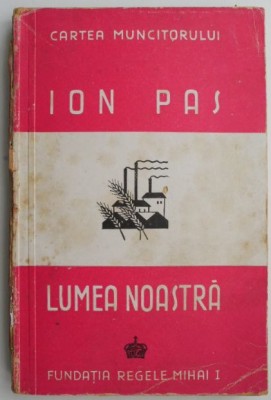 CARTEA MUNCITORULUI
ION PAS
LUMEA NOASTRĂ
FUNDAȚIA REGELE MIHAI I